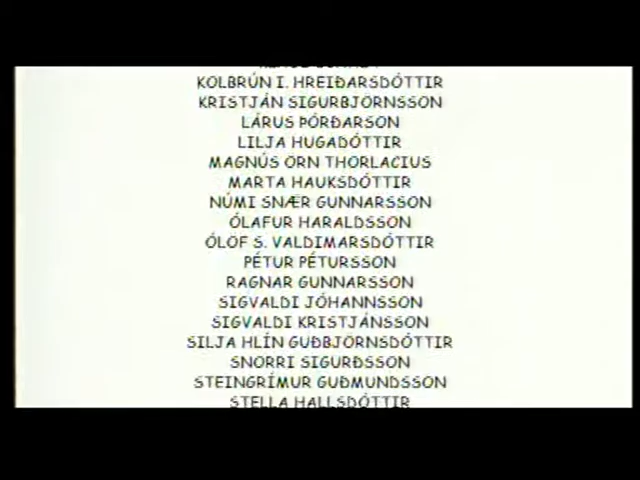 KOLBRÚN I. HREIÐARSDÓTTIR
KRISTJÁN SIGURBJÖRNSSON
LÁRUS ÞÓRÐARSON
LILJA HUGADÓTTIR
MAGNÚS ORN THORLACIUS
MARTA HAUKSDÓTTIR
NÚMI SNÆR GUNNARSSON
ÓLAFUR HARALDSSON
ÓLÖF S. VALDIMARSDÓTTIR
PÉTUR PÉTURSSON
RAGNAR GUNNARSSON
SIGVALDI JÓHANNSSON
SIGVALDI KRISTJÁNSSON
SILJA HLÍN GUÐBJÖRNSDÓTTIR
SNORRI SIGURÐSSON
STEINGRÍMUR GUÐMUNDSSON
STELLA HALLSDÓTTIR